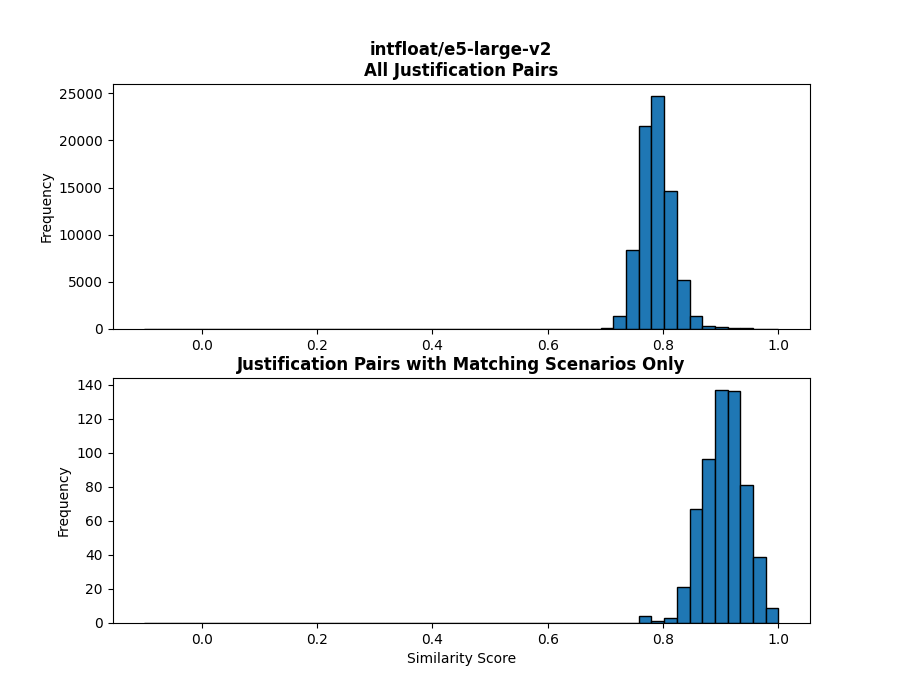 intfloat/e5-large-v2
All Justification Pairs
25000
20000
15000
10000
5000
0
Frequency
0.0 0.2 0.4 0.6 0.8 1.0
Justification Pairs with Matching Scenarios Only
140
120
100
80
60
40
20
0
Frequency
0.0 0.2 0.4 0.6 0.8 1.0
Similarity Score